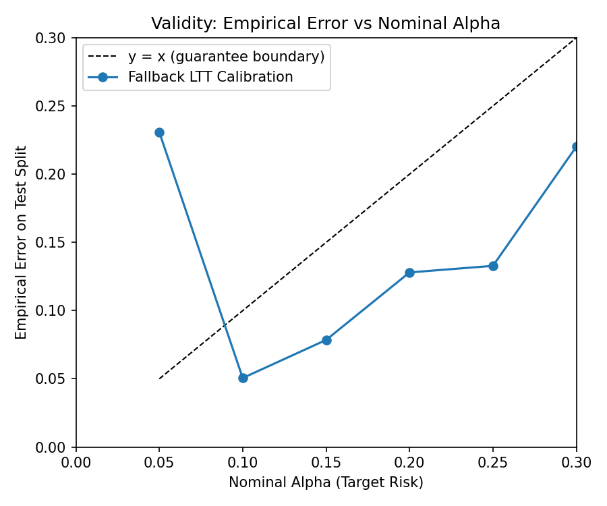 Validity: Empirical Error vs Nominal Alpha
y = x (guarantee boundary)
Fallback LTT Calibration
Empirical Error on Test Split
0.30
0.25
0.20
0.15
0.10
0.05
0.00
0.00 0.05 0.10 0.15 0.20 0.25 0.30
Nominal Alpha (Target Risk)